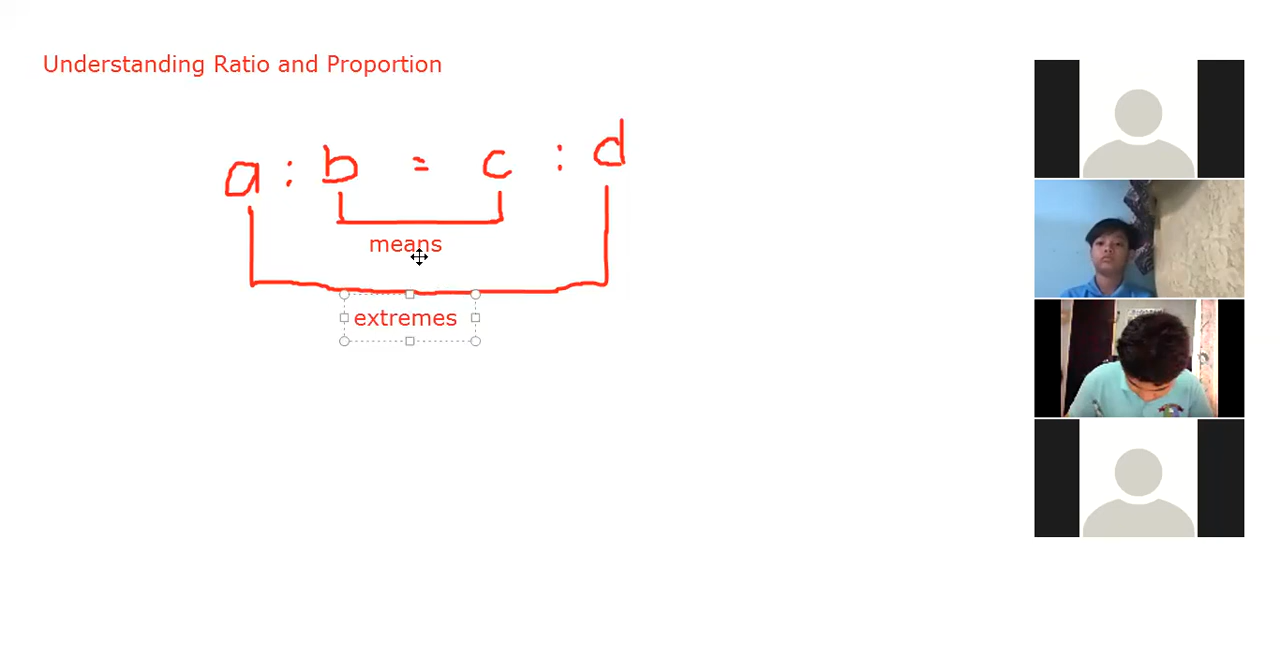 Understanding Ratio and Proportion
a : b = c : d
means
extremes